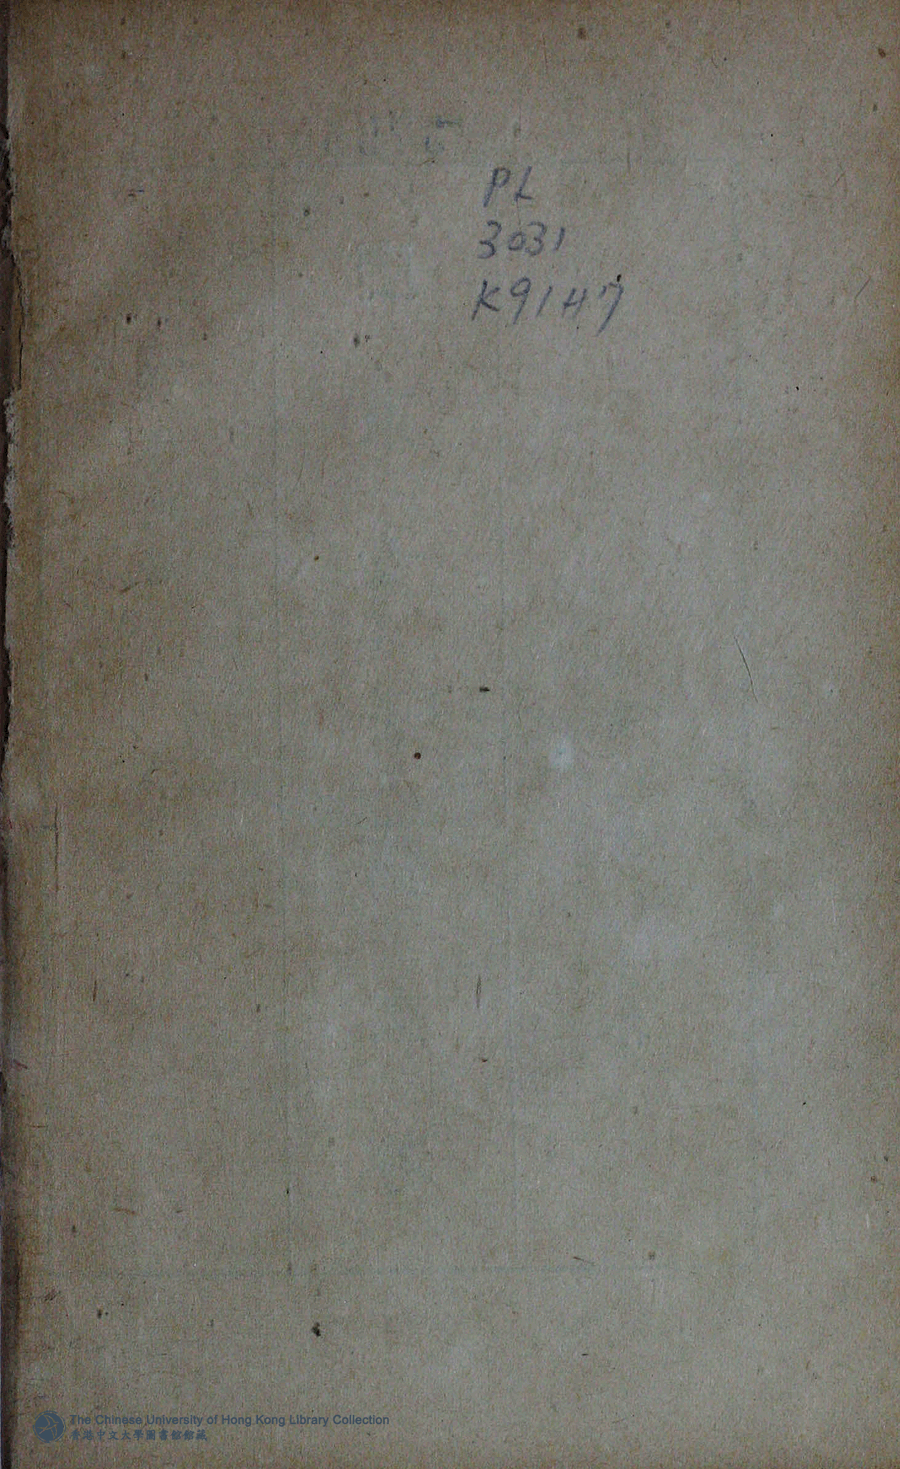 PL
3031
K9147
The Chinese University of Hong Kong Library Collection
香港中文大學圖書館館藏